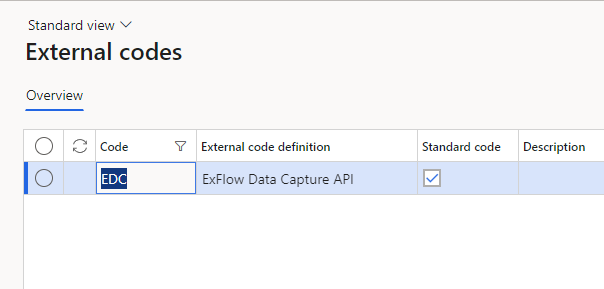 Standard view
External codes
Overview
Code External code definition Standard code Description
EDC ExFlow Data Capture API